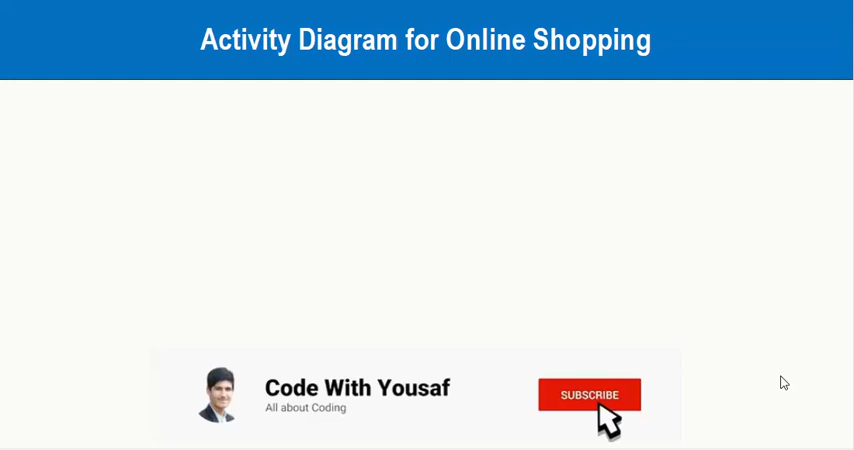 Activity Diagram for Online Shopping
Code With Yousaf
All about Coding
SUBSCRIBE